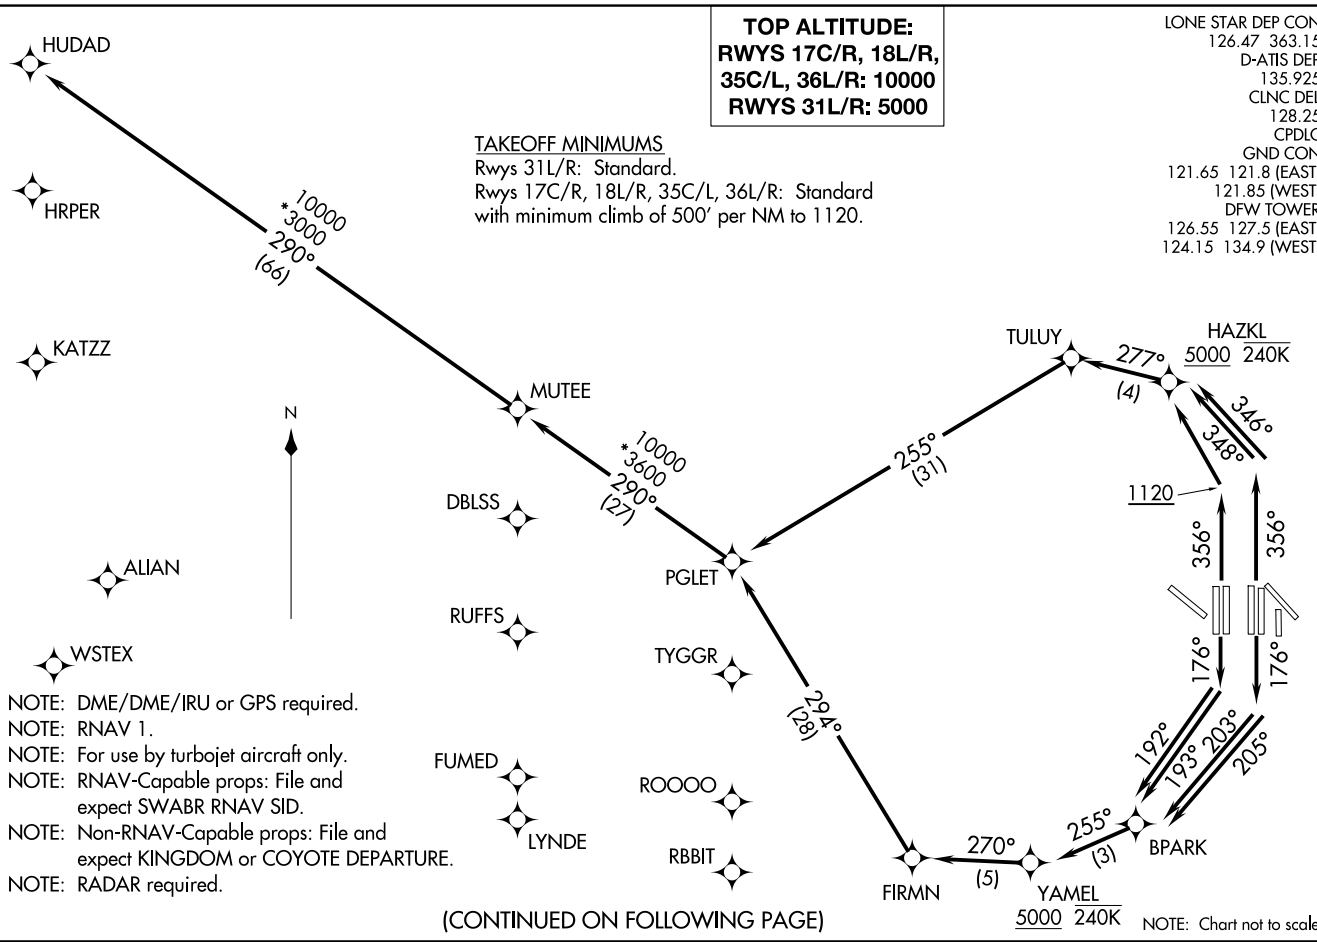 TOP ALTITUDE:
RWYS 17C/R, 18L/R,
35C/L, 36L/R: 10000
RWYS 31L/R: 5000
LONE STAR DEP CON
126.47 363.15
D-ATIS DEP
135.925
CLNC DEL
128.25
CPDLC
GND CON
121.65 121.8 (EAST
121.85 (WEST
DFW TOWER
126.55 127.5 (EAST
124.15 134.9 (WEST
TAKEOFF MINIMUMS
Rwys 31L/R: Standard.
Rwys 17C/R, 18L/R, 35C/L, 36L/R: Standard
with minimum climb of 500' per NM to 1120.
HUDAD
HRPER
10000
*3000
290°
(66)
KATZZ
N
MUTEE
10000
*3600
290°
(27)
TULUY
HAZKL
5000 240K
277°
(4)
346°
348°
255°
(31)
1120
356°
356°
DBLSS
PGLET
ALIAN
RUFFS
TYGGR
WSTEX
176°
176°
294°
(28)
192°
193°
203°
205°
FUMED
LYNDE
ROOOO
RBBIT
FIRMN
270°
(5)
255°
(3)
BPARK
YAMEL
5000 240K
NOTE: DME/DME/IRU or GPS required.
NOTE: RNAV 1.
NOTE: For use by turbojet aircraft only.
NOTE: RNAV-Capable props: File and
expect SWABR RNAV SID.
NOTE: Non-RNAV-Capable props: File and
expect KINGDOM or COYOTE DEPARTURE.
NOTE: RADAR required.
(CONTINUED ON FOLLOWING PAGE)
NOTE: Chart not to scale